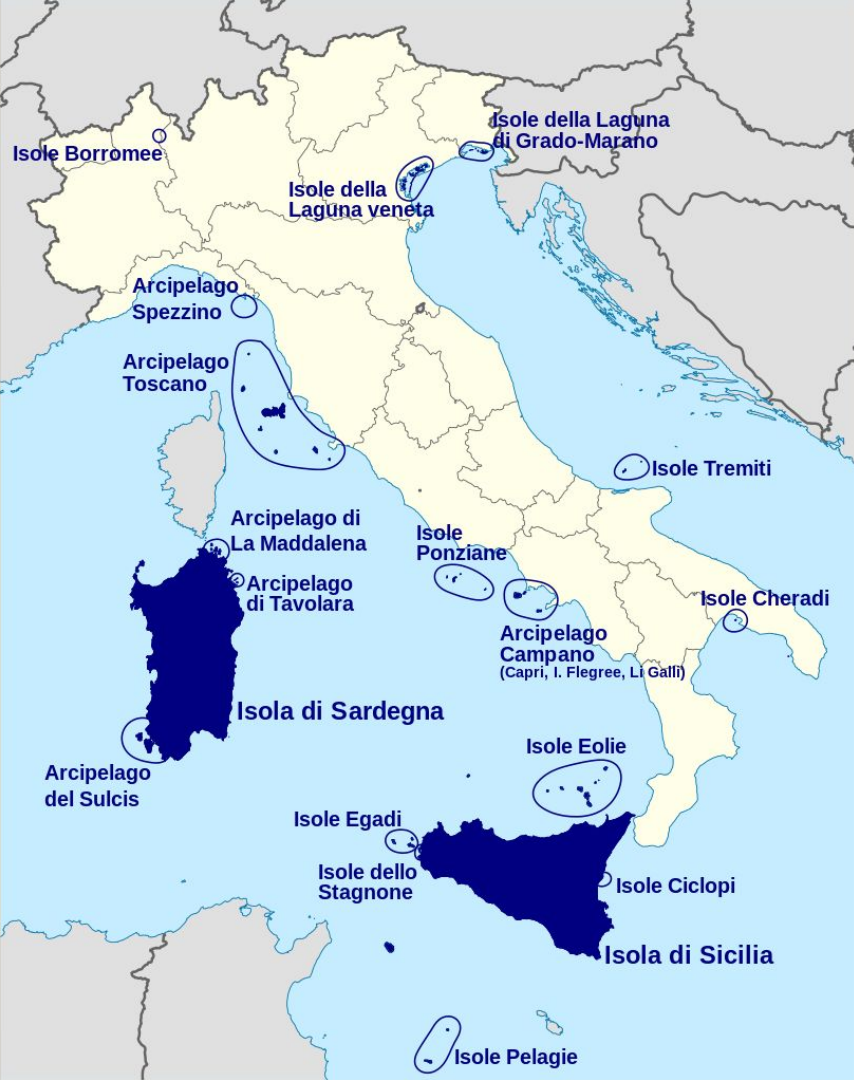 Isole della Laguna
di Grado-Marano
Isole Borromee
Isole della
Laguna veneta
Arcipelago
Spezzino
Arcipelago
Toscano
Isole Tremiti
Arcipelago di
La Maddalena
Isole
Ponziane
Arcipelago
di Tavolara
Isole Cheradi
Arcipelago
Campano
(Capri, I. Flegree, Li Galli)
Isola di Sardegna
Isole Eolie
Arcipelago
del Sulcis
Isole Egadi
Isole dello
Stagnone
Isole Ciclopi
Isola di Sicilia
Isole Pelagie